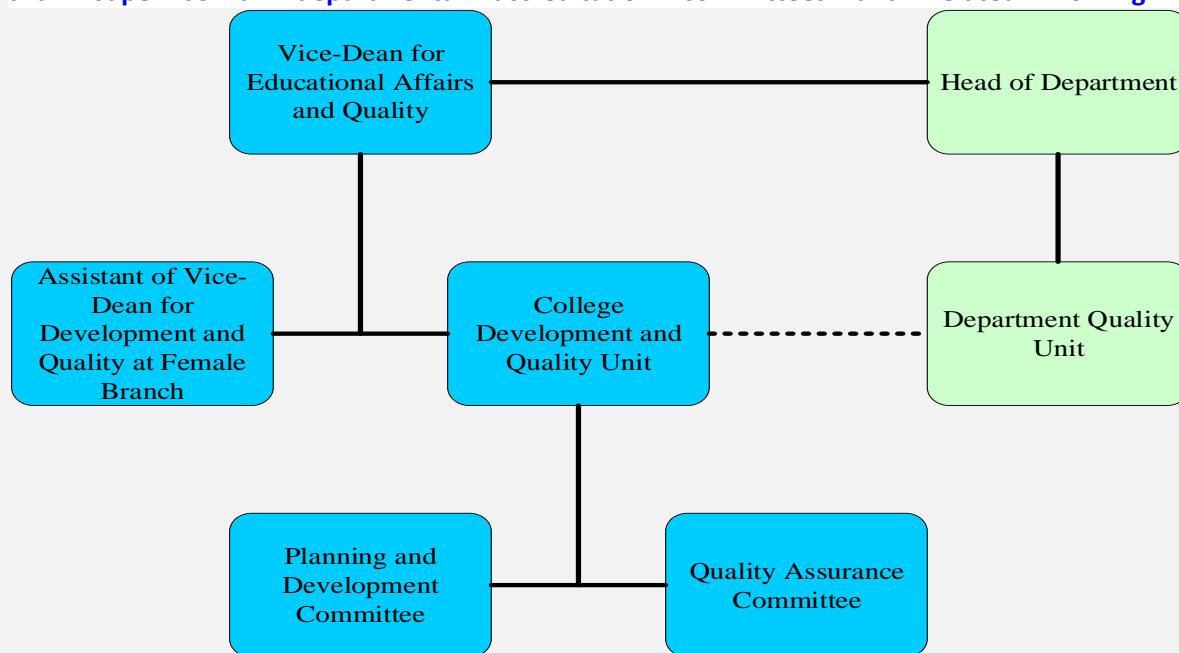 Vice-Dean for
Educational Affairs
and Quality
Head of Department
Assistant of Vice-
Dean for
Development and
Quality at Female
Branch
College
Development and
Quality Unit
Department Quality
Unit
Planning and
Development
Committee
Quality Assurance
Committee